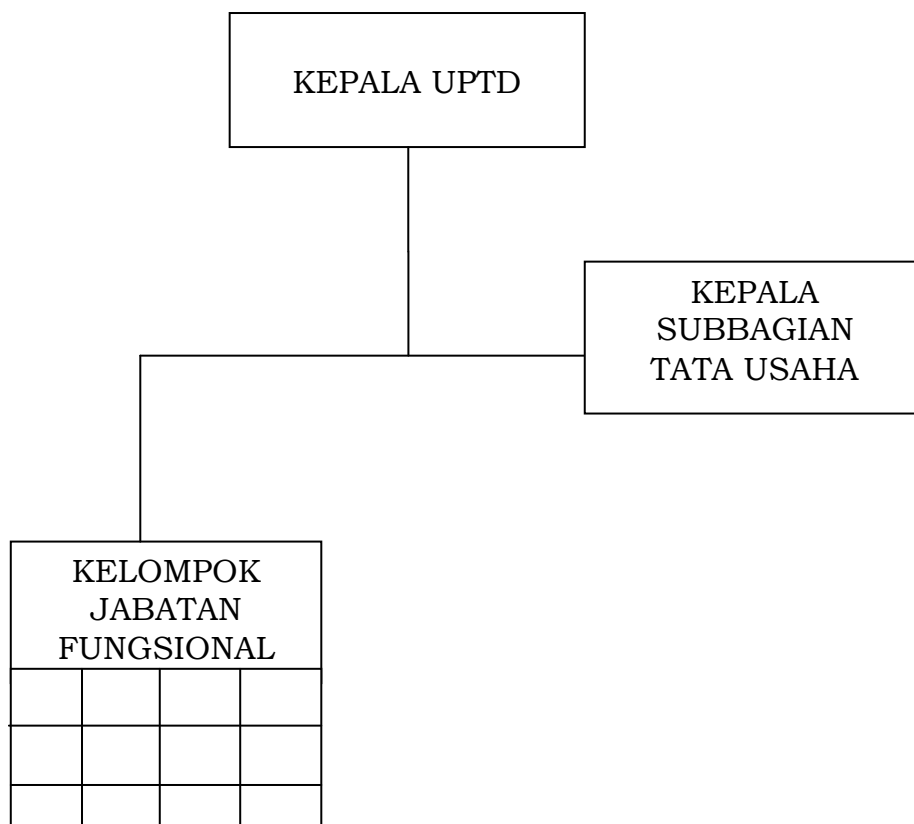 KEPALA UPTD
KEPALA
SUBBAGIAN
TATA USAHA
KELOMPOK
JABATAN
FUNGSIONAL